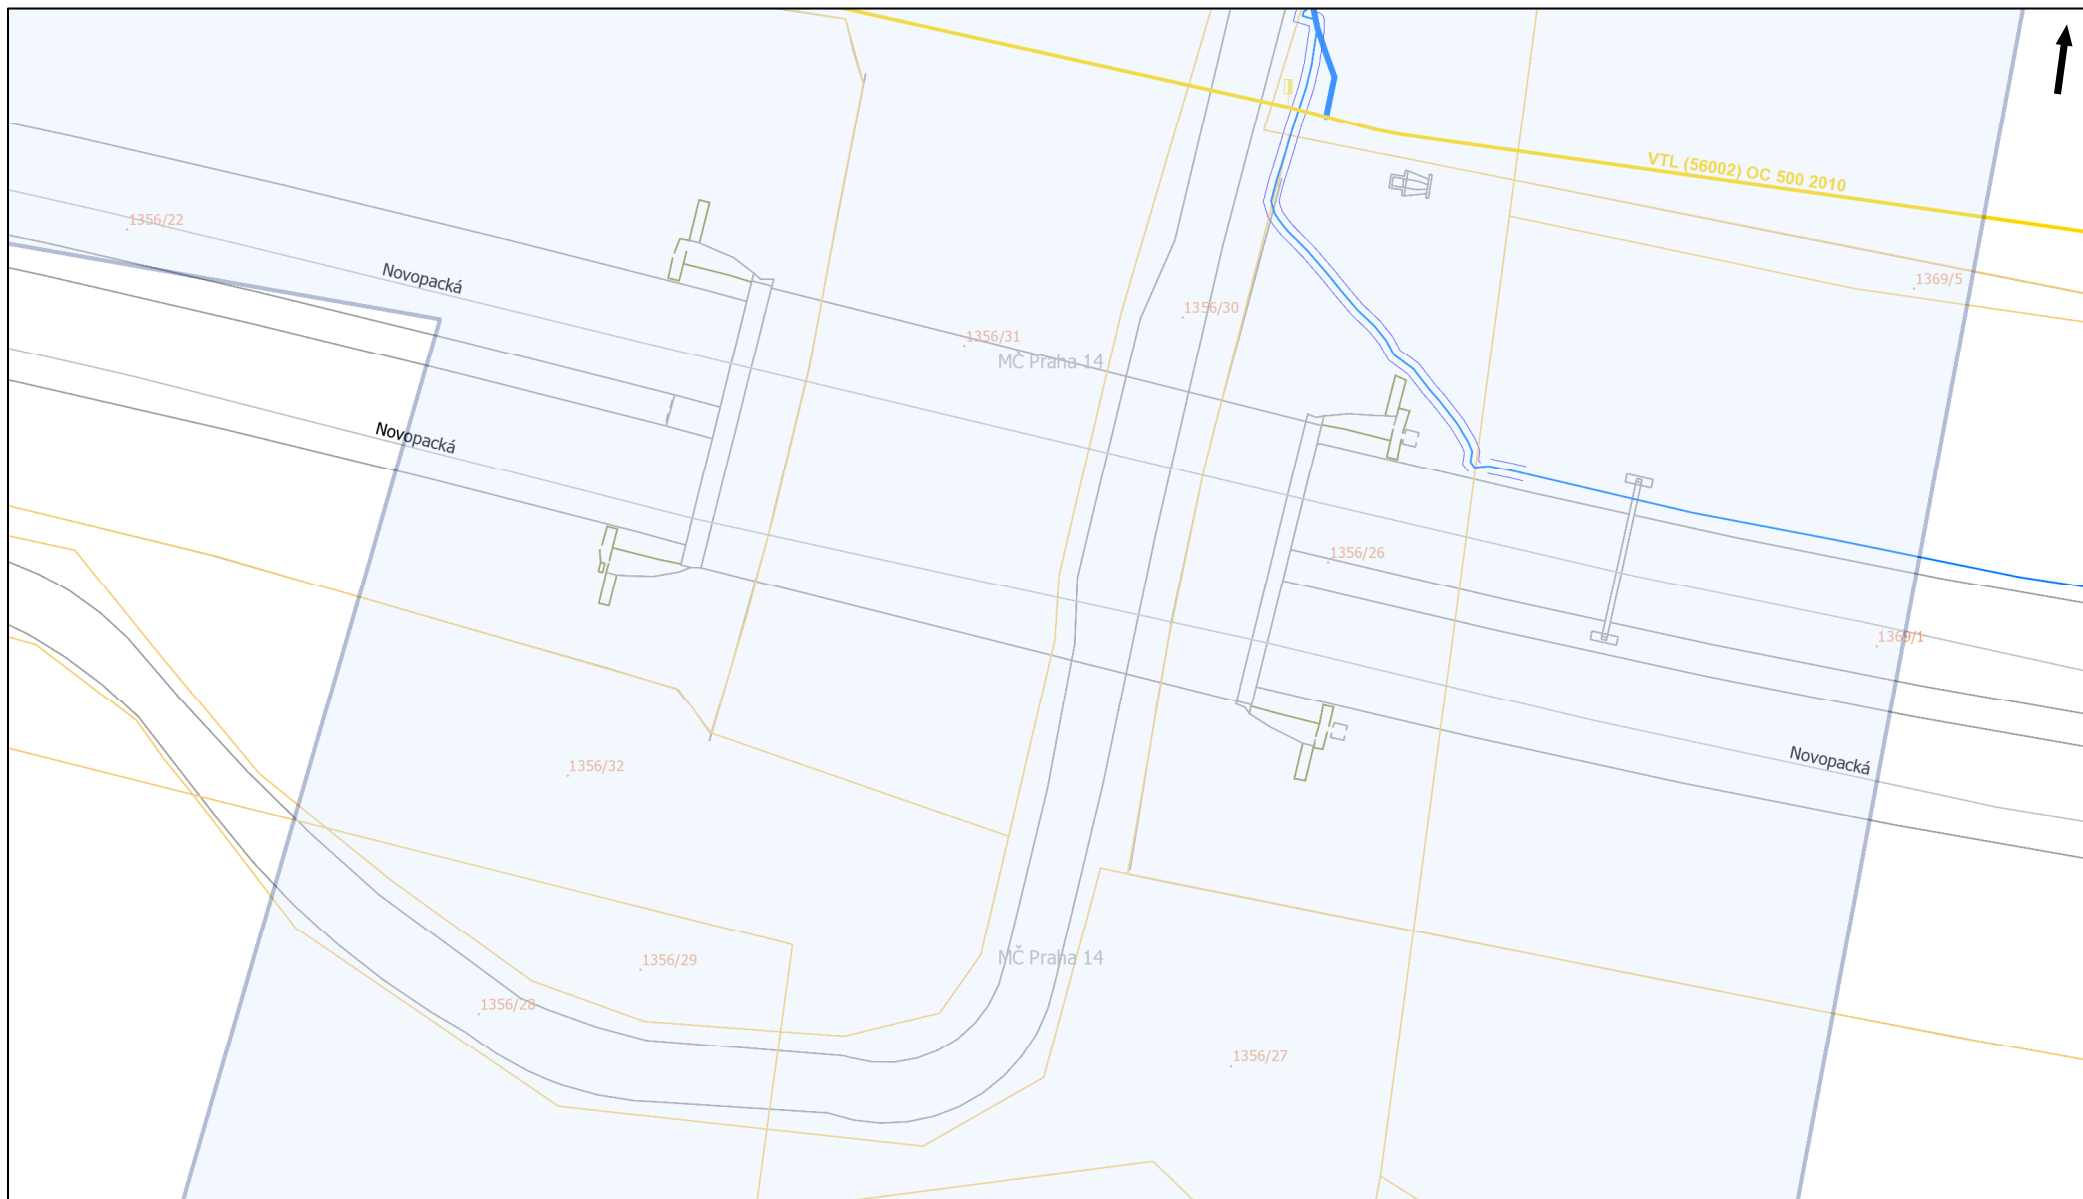 VTL (56002) OC 500 2010
1356/22
Novopacká
1369/5
1356/30
1356/31
MČ Praha 14
Novopacká
1356/26
1369/1
Novopacká
1356/32
1356/29
MČ Praha 14
1356/28
1356/27